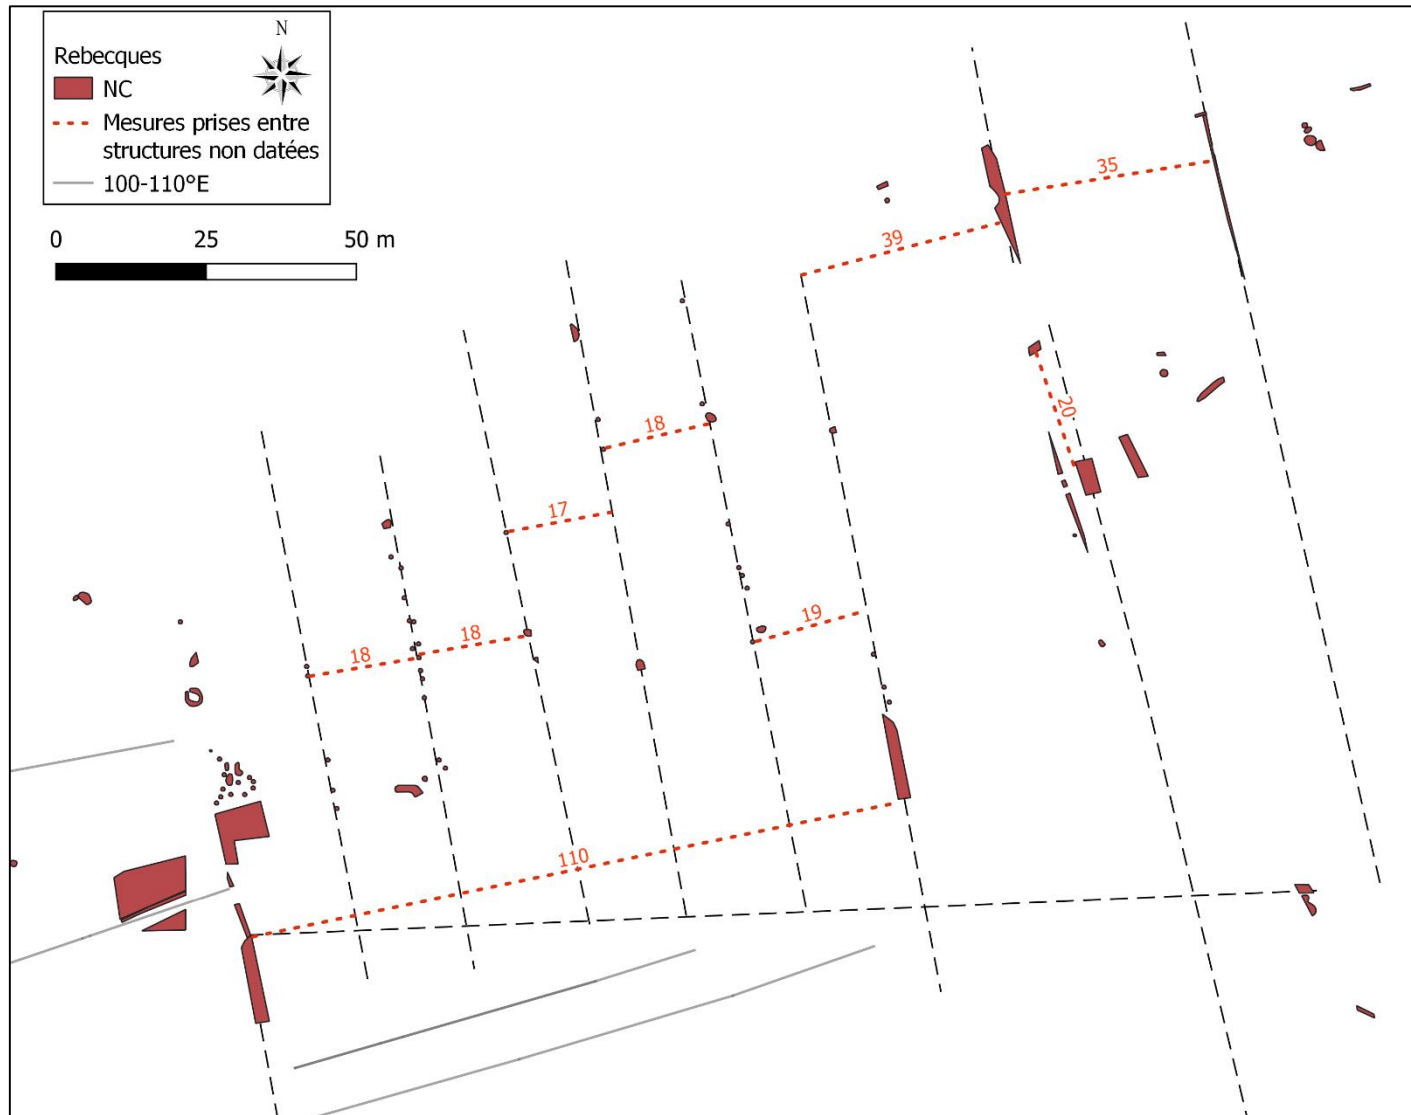 N
Rebecques
NC
Mesures prises entre
structures non datées
100-110°E
0 25 50 m
35
39
20
18
17
18
18
19
110